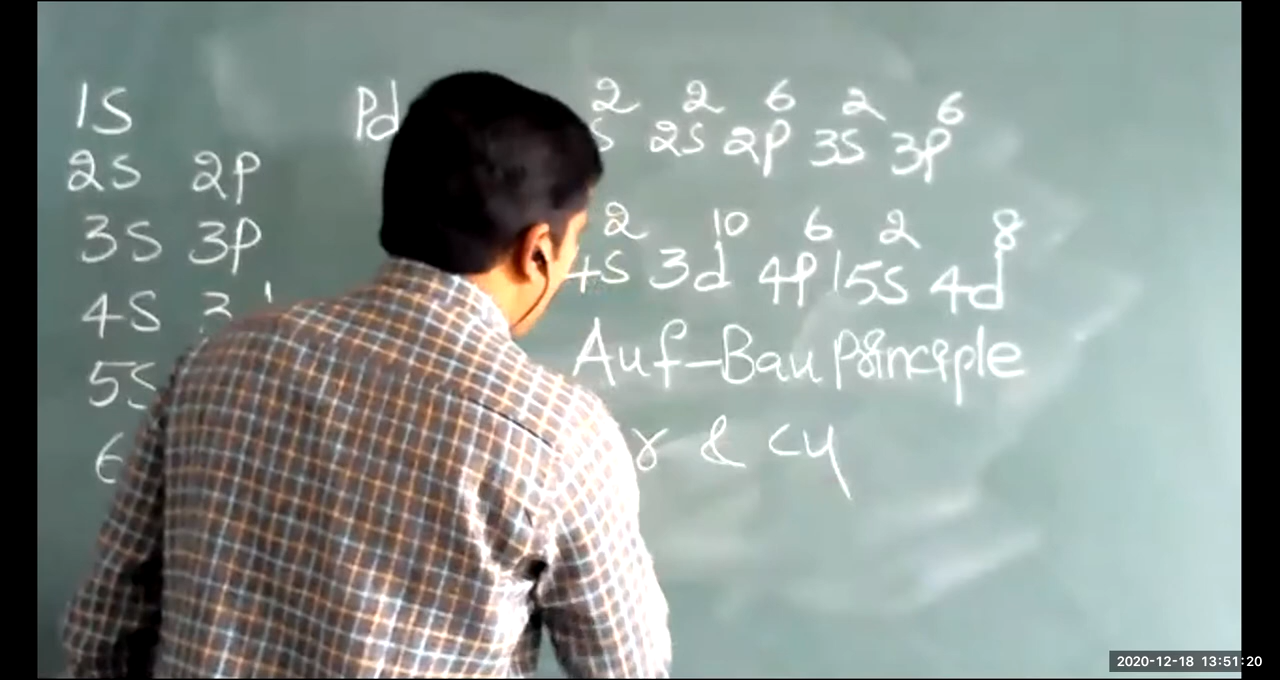 1S
2S 2P
3S 3P
4S
5S
6
Pd
2 2 6 2 6
S 2S 2P 3S 3P
2 10 6 2 8
4S 3d 4P 5S 4d
Auf-Bau Principle
r & Cu
2020-12-18 13:51:20